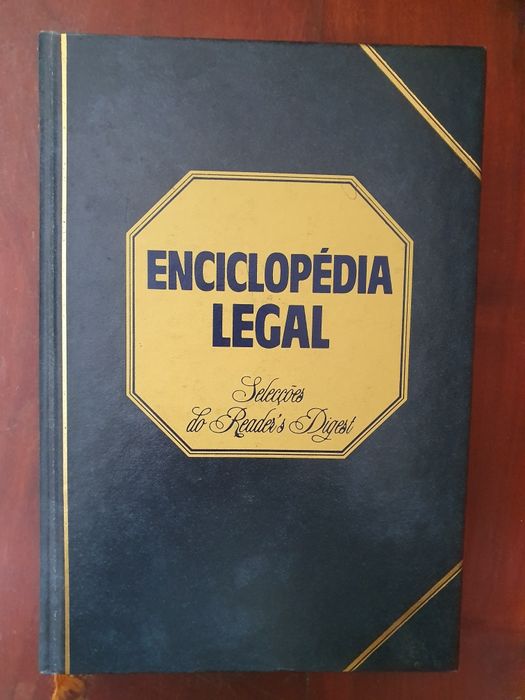 ENCICLOPÉDIA
LEGAL
Selecções
do Reader's Digest